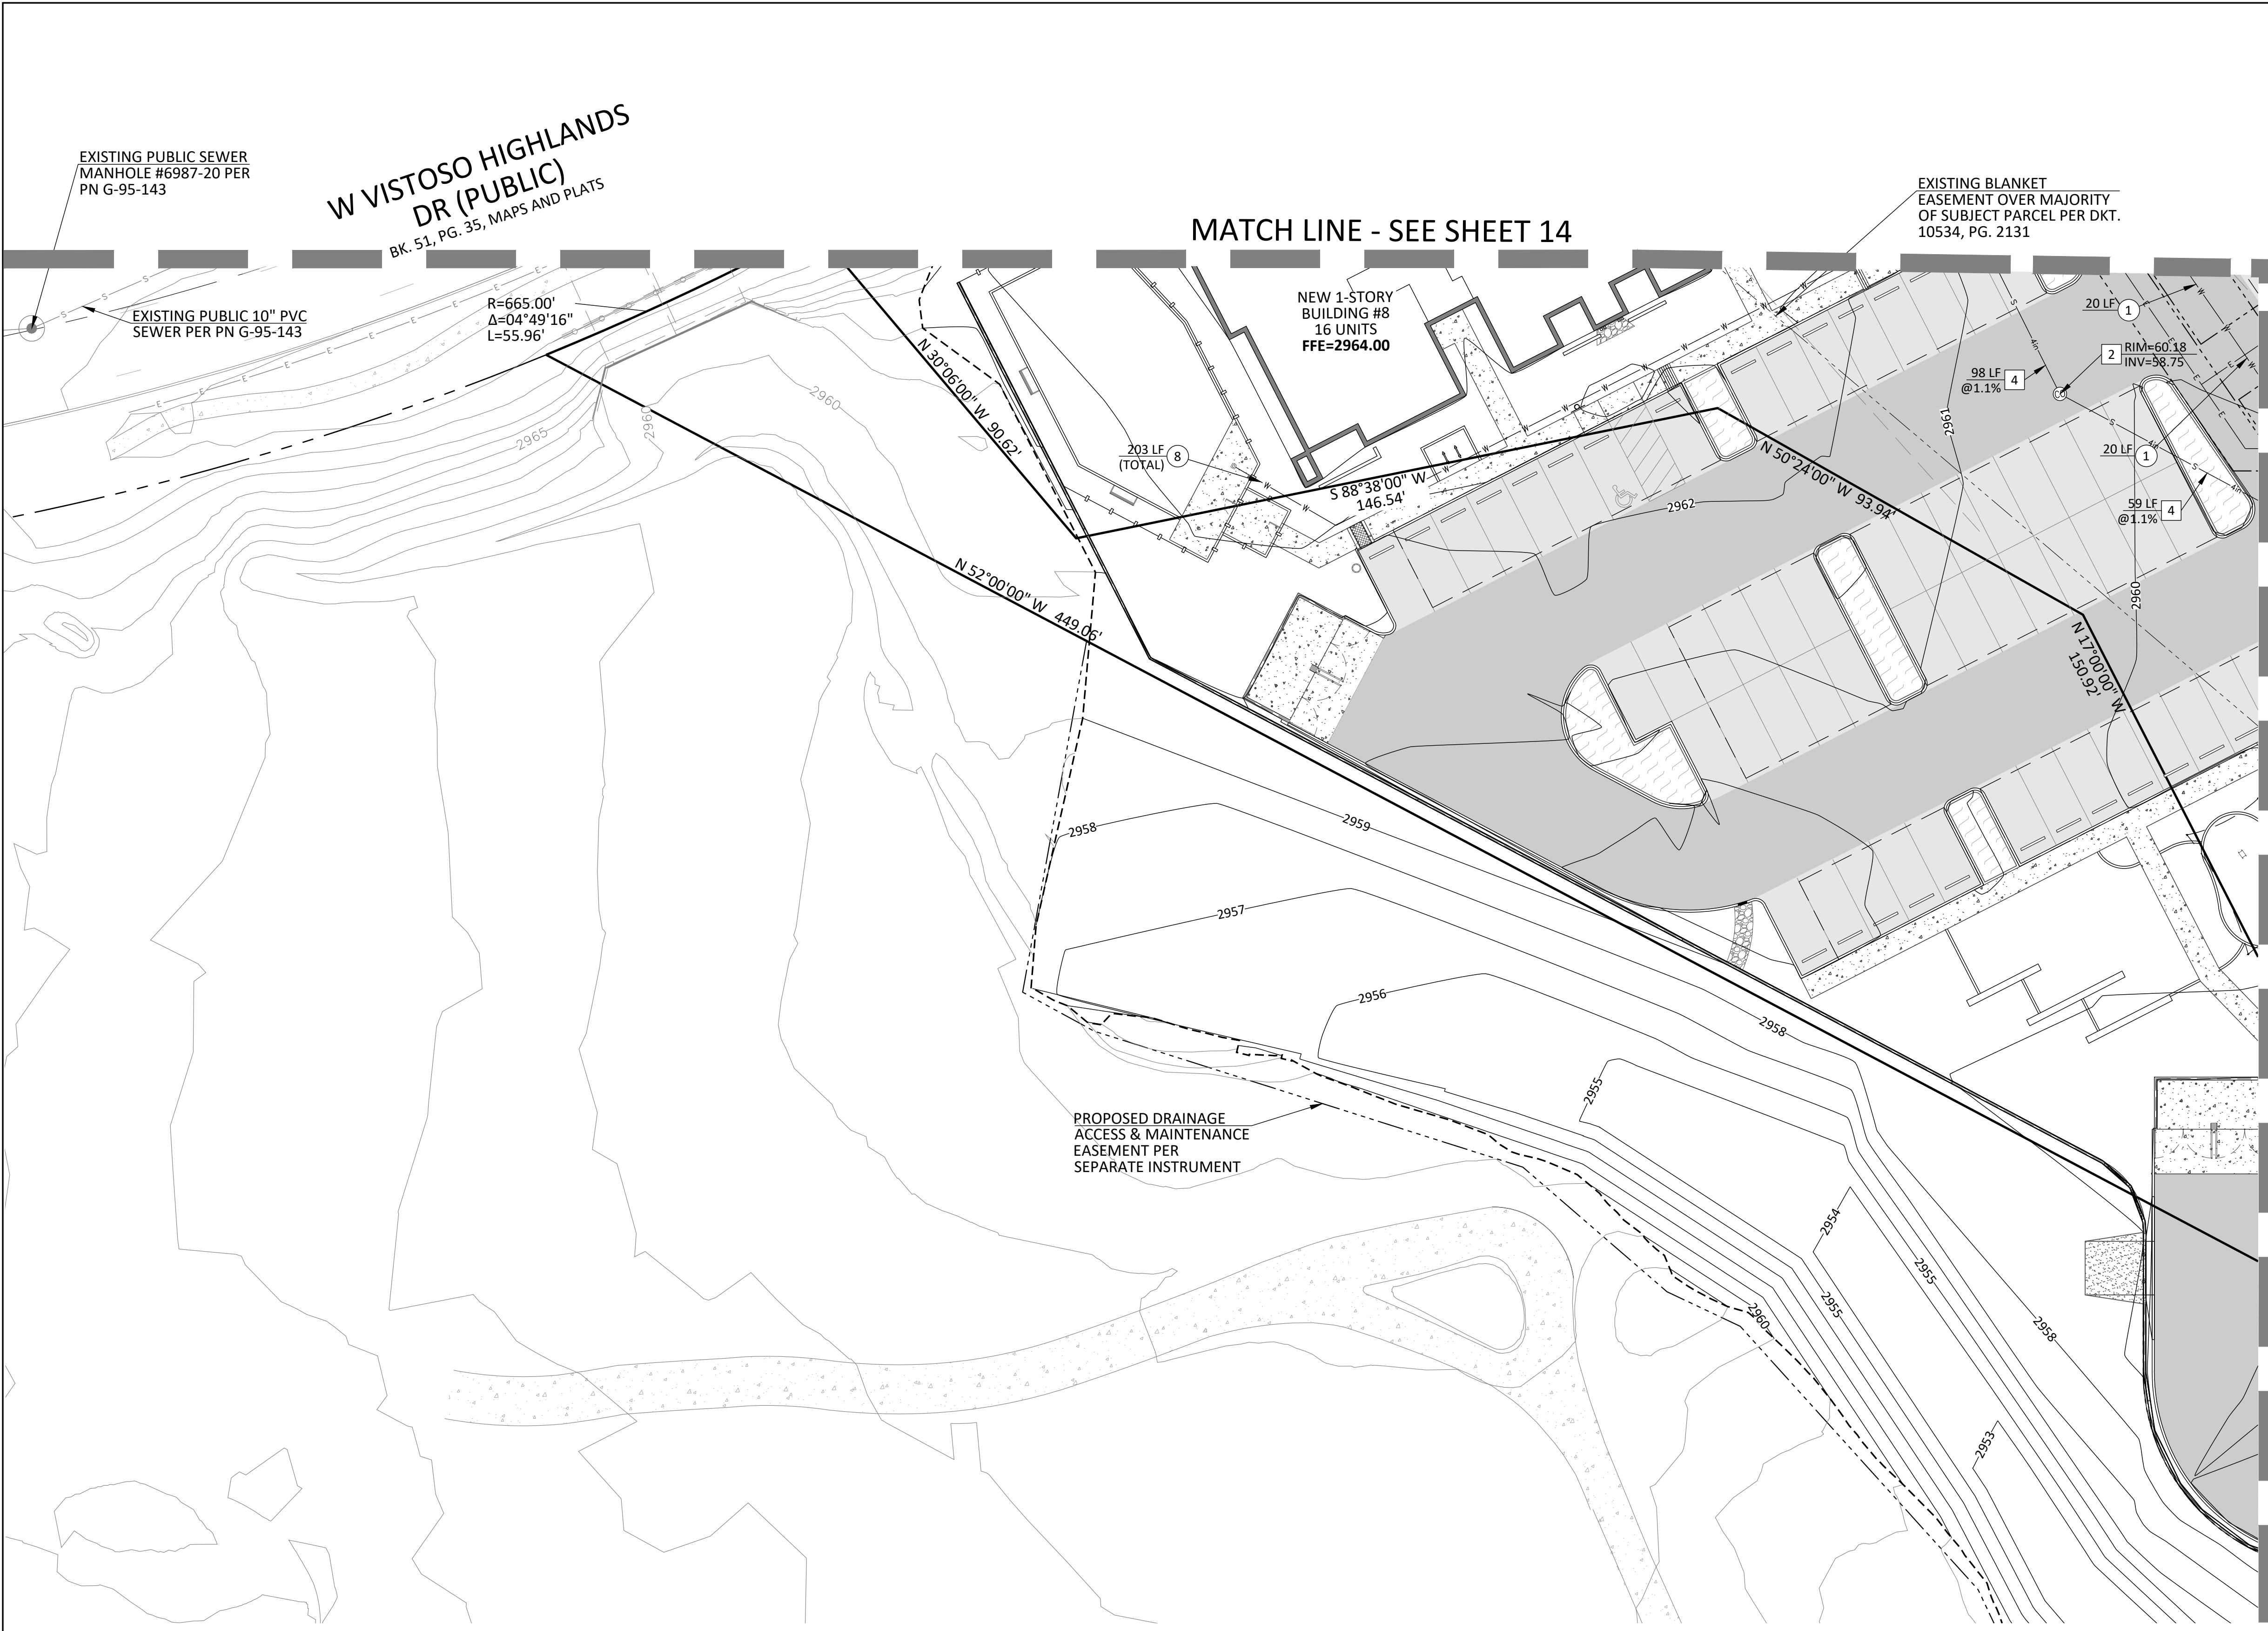 EXISTING PUBLIC SEWER
MANHOLE #6987-20 PER
PN G-95-143
W VISTOSO HIGHLANDS
DR (PUBLIC)
BK. 51, PG. 35, MAPS AND PLATS
MATCH LINE - SEE SHEET 14
EXISTING BLANKET
EASEMENT OVER MAJORITY
OF SUBJECT PARCEL PER DKT.
10534, PG. 2131
EXISTING PUBLIC 10" PVC
SEWER PER PN G-95-143
R=665.00'
Δ=04°49'16"
L=55.96'
NEW 1-STORY
BUILDING #8
16 UNITS
FFE=2964.00
20 LF 1
2 RIM=60.18
INV=58.75
98 LF
@1.1% 4
20 LF 1
59 LF
@1.1% 4
203 LF
(TOTAL) 8
N 30°06'00" W 90.62'
S 88°38'00" W
146.54'
N 50°24'00" W 93.94'
N 52°00'00" W 449.06'
N 17°00'00" W
150.92'
2965
2960
2960
2961
2962
2960
2958
2959
2957
2956
2958
2955
PROPOSED DRAINAGE
ACCESS & MAINTENANCE
EASEMENT PER
SEPARATE INSTRUMENT
2954
2955
2955
2960
2958
2953